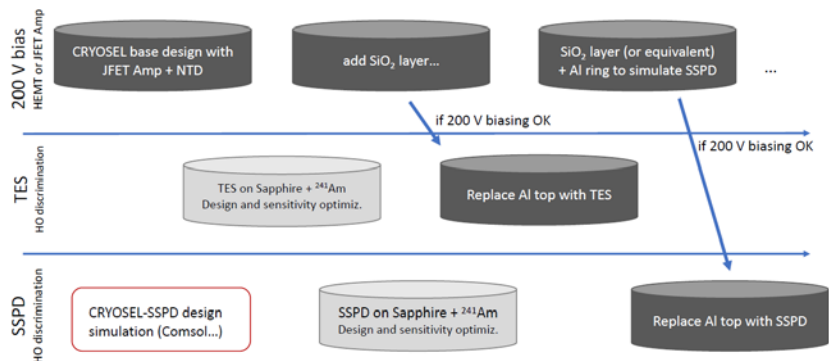 200 V bias
HEMT or JFET Amp
CRYOSEL base design with
JFET Amp + NTD
add SiO₂ layer...
SiO₂ layer (or equivalent)
+ Al ring to simulate SSPD
...
if 200 V biasing OK
if 200 V biasing OK
TES
HO discrimination
TES on Sapphire + ²⁴¹Am
Design and sensitivity optimiz.
Replace Al top with TES
SSPD
HO discrimination
CRYOSEL-SSPD design
simulation (Comsol...)
SSPD on Sapphire + ²⁴¹Am
Design and sensitivity optimiz.
Replace Al top with SSPD